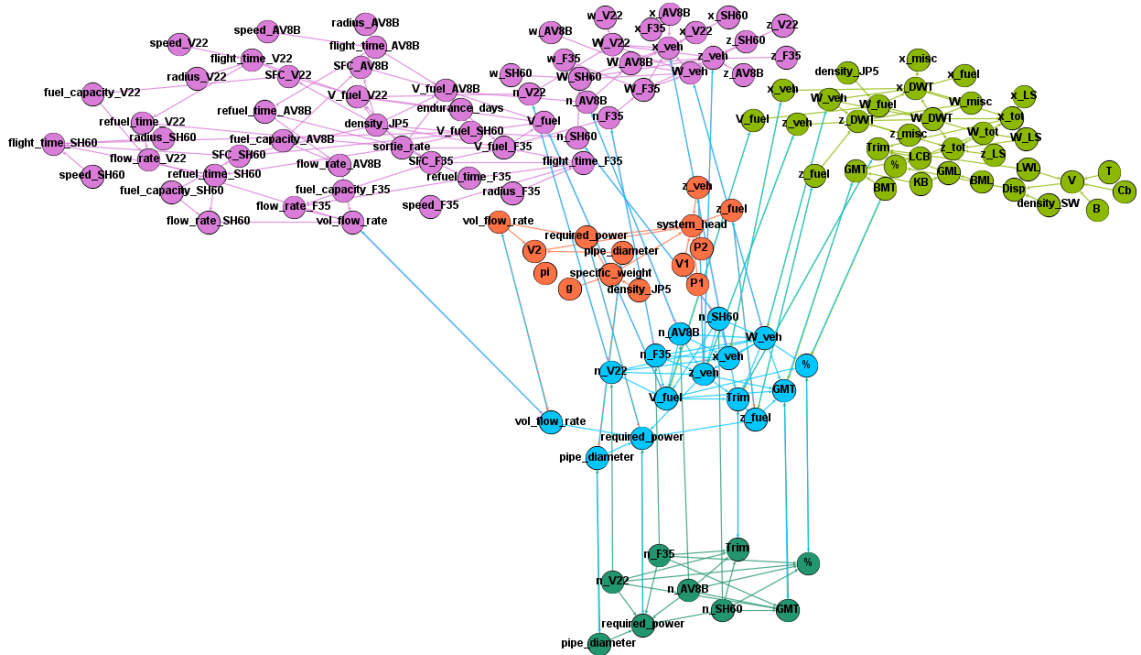 radius_AV8B
speed_AV8B
speed_V22
flight_time_AV8B
flight_time_V22
SFC_AV8B
radius_V22
SFC_V22
fuel_capacity_V22
V_fuel_AV8B
V_fuel_V22
endurance_days
refuel_time_AV8B
refuel_time_V22
density_JP5
V_fuel_SH60
V_fuel
radius_SH60
fuel_capacity_AV8B
flight_time_SH60
sortie_rate
V_fuel_F35
SFC_SH60
flow_rate_V22
flow_rate_AV8B
SFC_F35
flight_time_F35
speed_SH60
refuel_time_SH60
refuel_time_F35
fuel_capacity_SH60
fuel_capacity_F35
radius_F35
flow_rate_F35
speed_F35
flow_rate_SH60
vol_flow_rate
w_V22
x_AV8B
x_SH60
z_V22
w_AV8B
x_F35
x_V22
W_V22
x_veh
z_SH60
w_F35
W_AV8B
z_veh
z_F35
w_SH60
W_SH60
W_veh
z_AV8B
n_V22
W_F35
n_AV8B
n_F35
n_SH60
x_misc
density_JP5
x_fuel
x_veh
x_DWT
W_veh
W_fuel
W_misc
x_LS
V_fuel
z_veh
z_DWT
W_DWT
x_tot
z_misc
W_tot
W_LS
Trim
LCB
z_tot
z_LS
z_fuel
GMT
%
GML
LWL
BMT
KB
BML
Disp
V
T
Cb
density_SW
B
z_veh
vol_flow_rate
z_fuel
required_power
system_head
V2
pipe_diameter
P2
pi
specific_weight
V1
g
density_JP5
P1
n_SH60
n_AV8B
W_veh
n_F35
x_veh
n_V22
z_veh
%
V_fuel
Trim
GMT
vol_flow_rate
z_fuel
required_power
pipe_diameter
n_F35
Trim
%
n_V22
n_AV8B
n_SH60
GMT
required_power
pipe_diameter